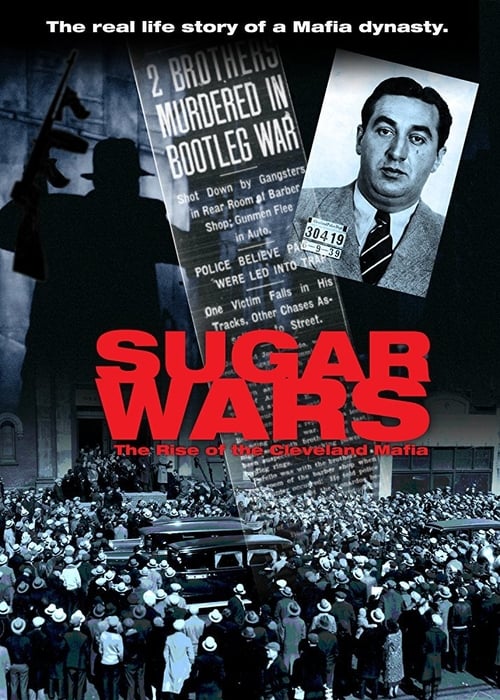 The real life story of a Mafia dynasty.
2 BROTHERS
MURDERED IN
BOOTLEG WAR
Shot Down by Gangsters
in Rear Room of Barber
Shop; Gunmen Flee
in Auto.
POLICE BELIEVE PA
"WERE LED INTO TRAP
One Victim Falls in His
Tracks, Other Chases As-
to Street.
30419
9-39
SUGAR
WARS
The Rise of the Cleveland Mafia